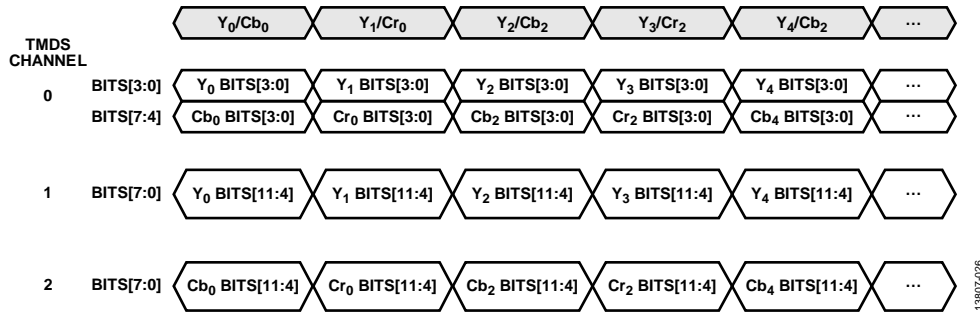 Y0/Cb0 Y1/Cr0 Y2/Cb2 Y3/Cr2 Y4/Cb2 ...
TMDS
CHANNEL
0
BITS[3:0] Y0 BITS[3:0] Y1 BITS[3:0] Y2 BITS[3:0] Y3 BITS[3:0] Y4 BITS[3:0] ...
BITS[7:4] Cb0 BITS[3:0] Cr0 BITS[3:0] Cb2 BITS[3:0] Cr2 BITS[3:0] Cb4 BITS[3:0] ...
1 BITS[7:0] Y0 BITS[11:4] Y1 BITS[11:4] Y2 BITS[11:4] Y3 BITS[11:4] Y4 BITS[11:4] ...
2 BITS[7:0] Cb0 BITS[11:4] Cr0 BITS[11:4] Cb2 BITS[11:4] Cr2 BITS[11:4] Cb4 BITS[11:4] ...
13807-026